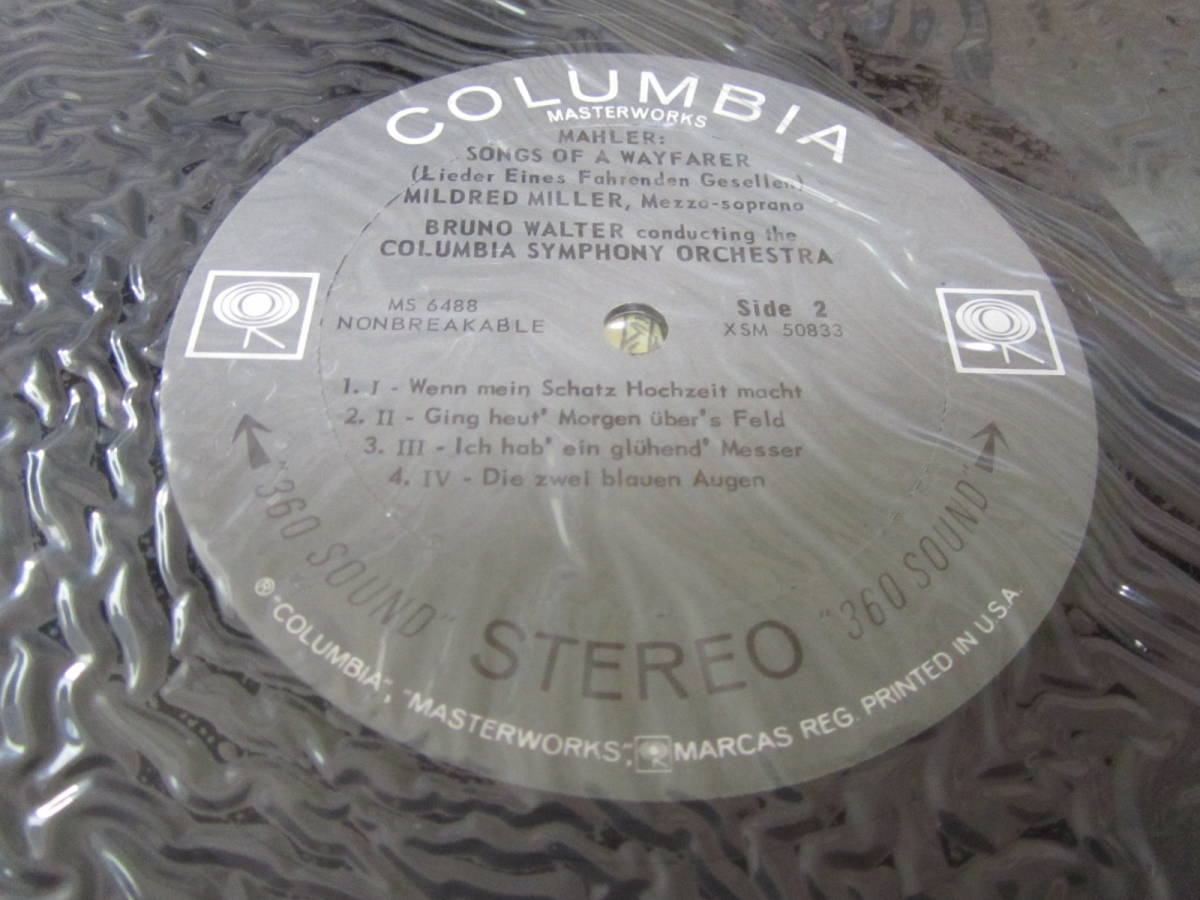 COLUMBIA
MASTERWORKS
MAHLER:
SONGS OF A WAYFARER
(Lieder Eines Fahrenden Gesellen)
MILDRED MILLER, Mezzo-soprano
BRUNO WALTER conducting the
COLUMBIA SYMPHONY ORCHESTRA
MS 6488
NONBREAKABLE
Side 2
XSM 50833
1. I - Wenn mein Schatz Hochzeit macht
2. II - Ging heut' Morgen über's Feld
3. III - Ich hab' ein glühend' Messer
4. IV - Die zwei blauen Augen
"360 SOUND"
STEREO
"360 SOUND"
® "COLUMBIA", "MASTERWORKS", MARCAS REG. PRINTED IN U.S.A.